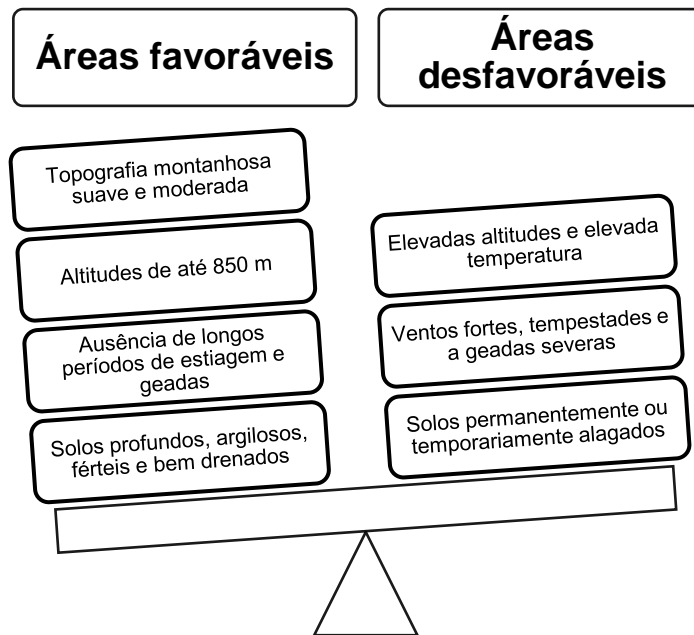 Áreas favoráveis
Áreas
desfavoráveis
Topografia montanhosa
suave e moderada
Altitudes de até 850 m
Ausência de longos
períodos de estiagem e
geadas
Solos profundos, argilosos,
férteis e bem drenados
Elevadas altitudes e elevada
temperatura
Ventos fortes, tempestades e
a geadas severas
Solos permanentemente ou
temporariamente alagados